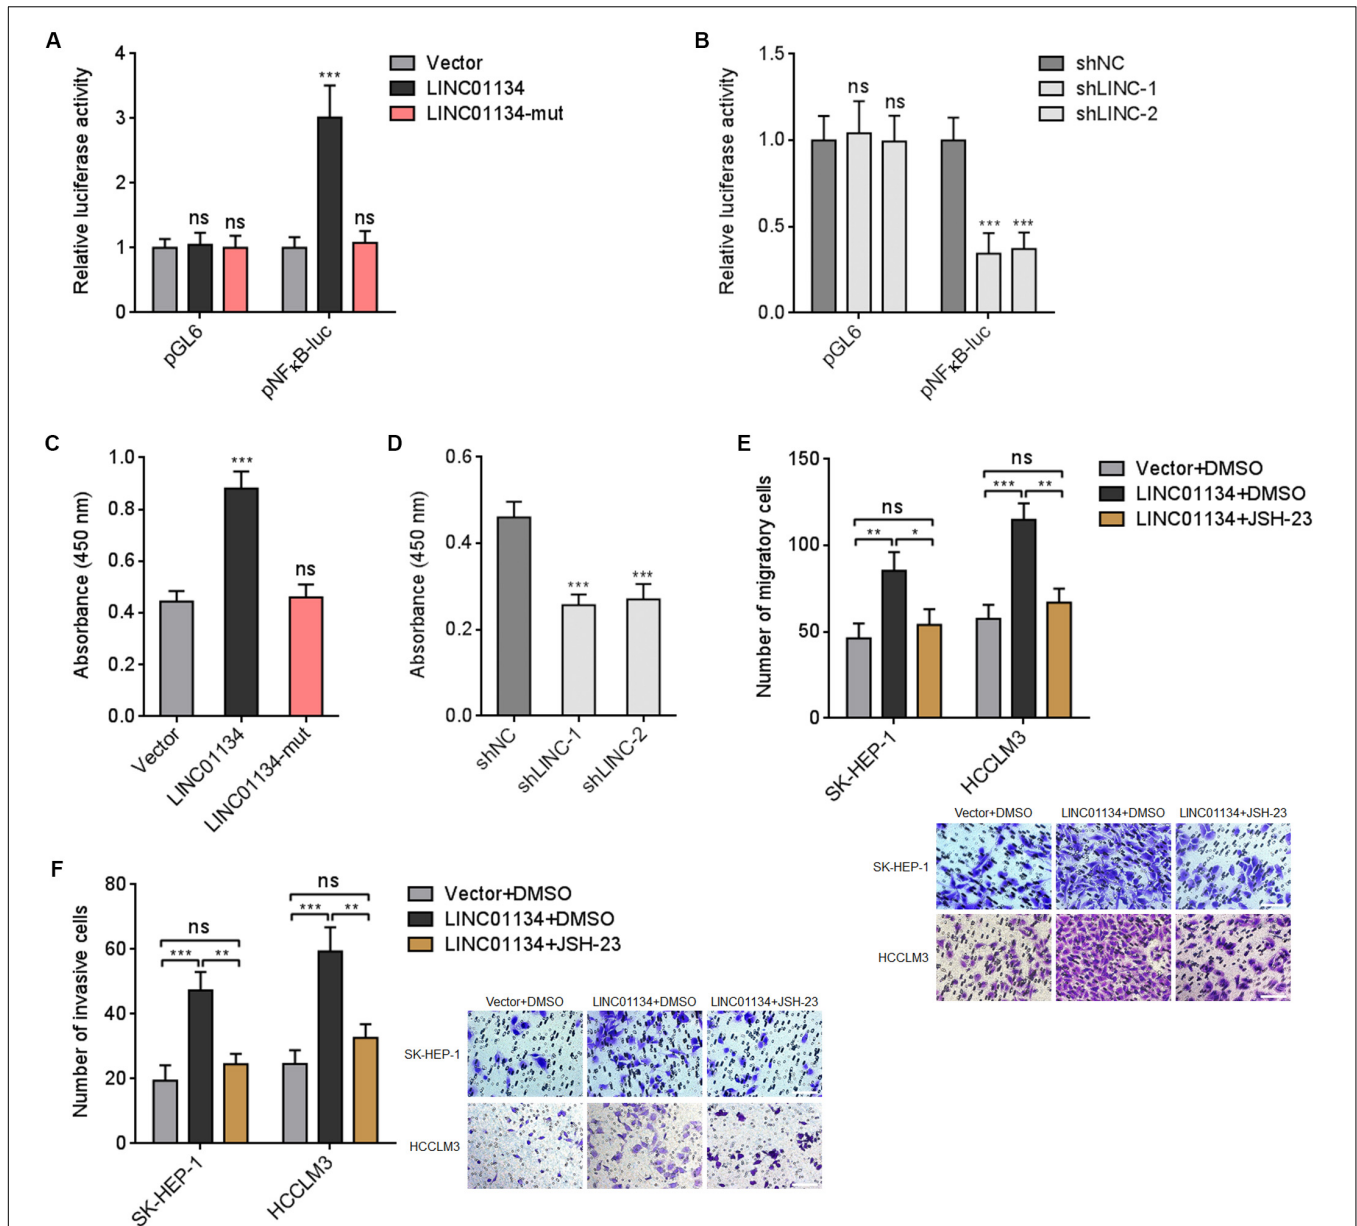 A
Relative luciferase activity
4
3
2
1
0
ns
ns
***
ns
pGL6
pNFκB-luc
Vector
LINC01134
LINC01134-mut
B
Relative luciferase activity
1.5
1.0
0.5
0.0
ns
ns
***
***
pGL6
pNFκB-luc
shNC
shLINC-1
shLINC-2
C
Absorbance (450 nm)
1.0
0.8
0.6
0.4
0.2
0.0
***
ns
Vector
LINC01134
LINC01134-mut
D
Absorbance (450 nm)
0.6
0.4
0.2
0.0
***
***
shNC
shLINC-1
shLINC-2
E
Number of migratory cells
150
100
50
0
ns
**
*
ns
***
**
SK-HEP-1
HCCLM3
Vector+DMSO
LINC01134+DMSO
LINC01134+JSH-23
Vector+DMSO LINC01134+DMSO LINC01134+JSH-23
SK-HEP-1
HCCLM3
F
Number of invasive cells
80
60
40
20
0
ns
***
**
ns
***
**
SK-HEP-1
HCCLM3
Vector+DMSO
LINC01134+DMSO
LINC01134+JSH-23
Vector+DMSO LINC01134+DMSO LINC01134+JSH-23
SK-HEP-1
HCCLM3